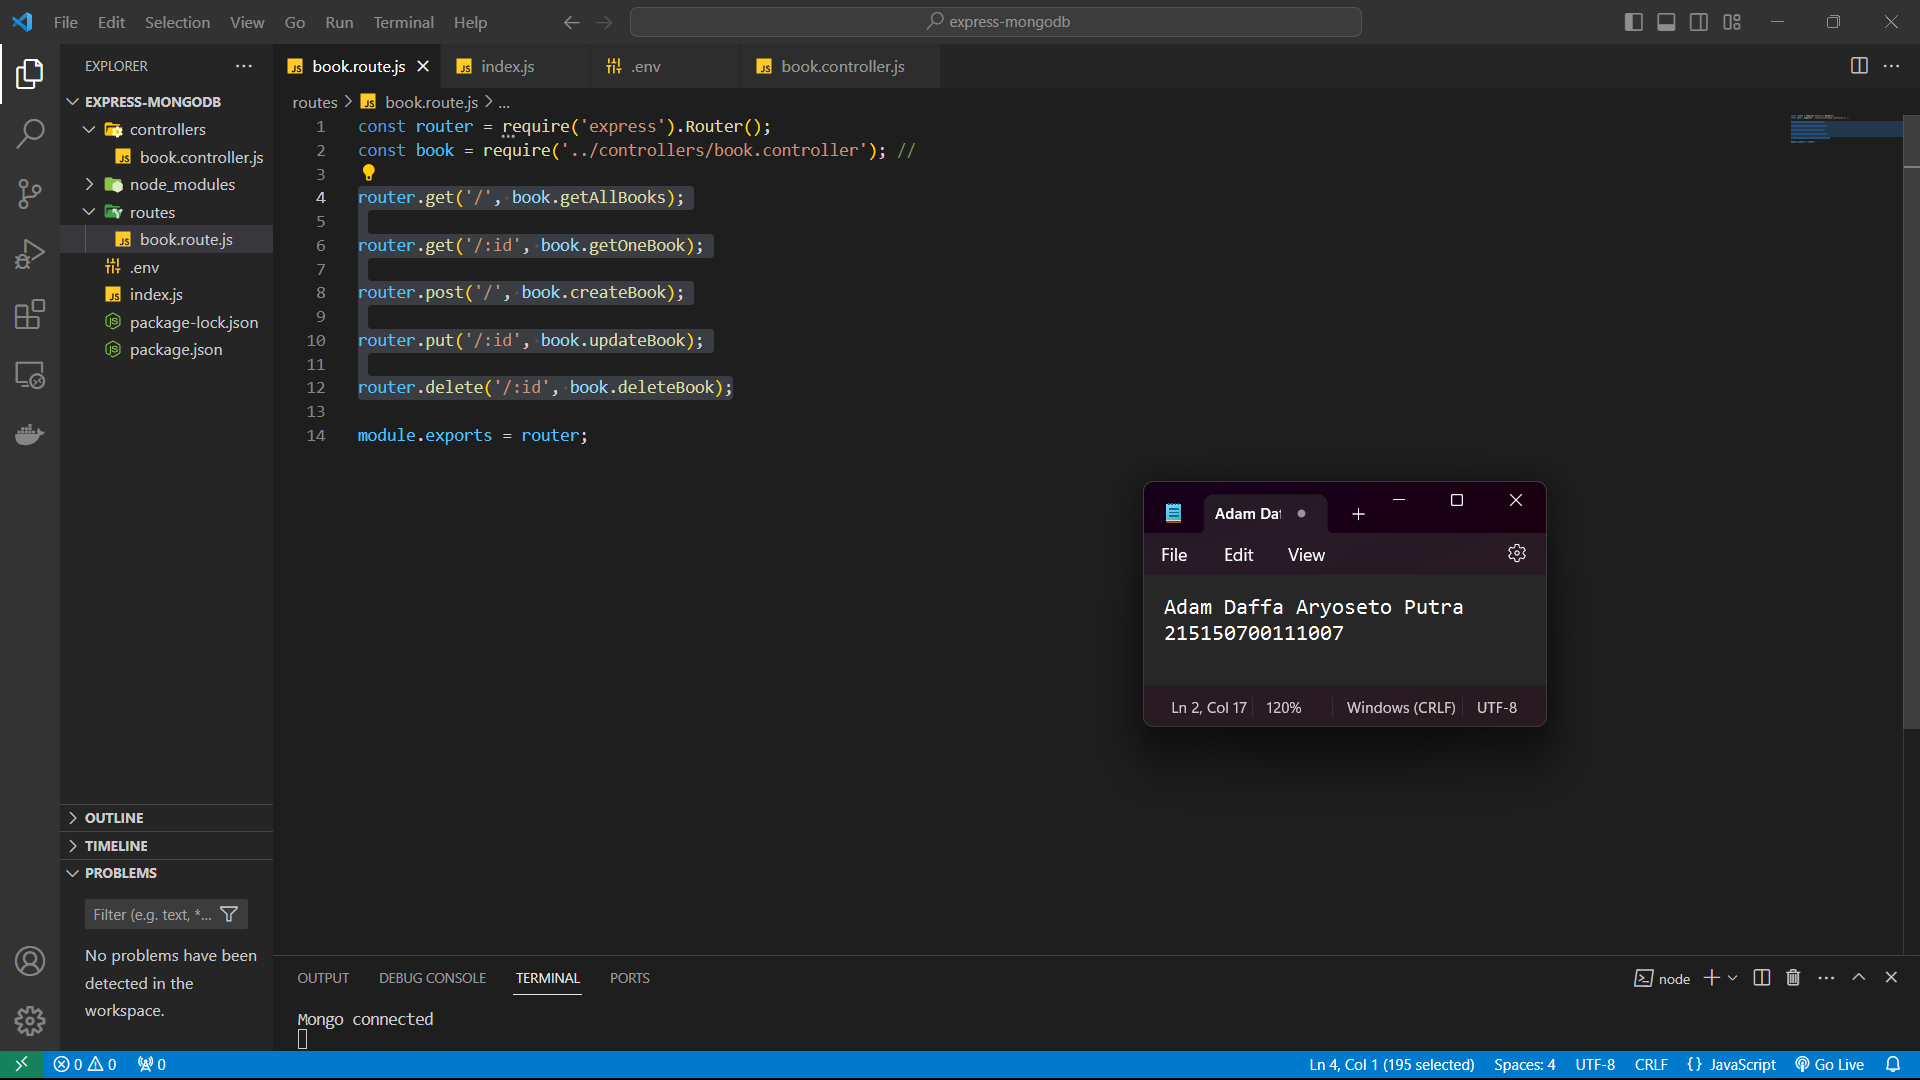 File Edit Selection View Go Run Terminal Help
express-mongodb
EXPLORER
EXPRESS-MONGODB
controllers
book.controller.js
node_modules
routes
book.route.js
.env
index.js
package-lock.json
package.json
OUTLINE
TIMELINE
PROBLEMS
Filter (e.g. text, *...
No problems have been
detected in the
workspace.
book.route.js index.js .env book.controller.js
routes > book.route.js > ...
1 const router = require('express').Router();
2 const book = require('../controllers/book.controller'); //
3
4 router.get('/', book.getAllBooks);
5
6 router.get('/:id', book.getOneBook);
7
8 router.post('/', book.createBook);
9
10 router.put('/:id', book.updateBook);
11
12 router.delete('/:id', book.deleteBook);
13
14 module.exports = router;
Adam Da
File Edit View
Adam Daffa Aryoseto Putra
215150700111007
Ln 2, Col 17 120% Windows (CRLF) UTF-8
OUTPUT DEBUG CONSOLE TERMINAL PORTS
node
Mongo connected
0 0 0
Ln 4, Col 1 (195 selected) Spaces: 4 UTF-8 CRLF {} JavaScript Go Live